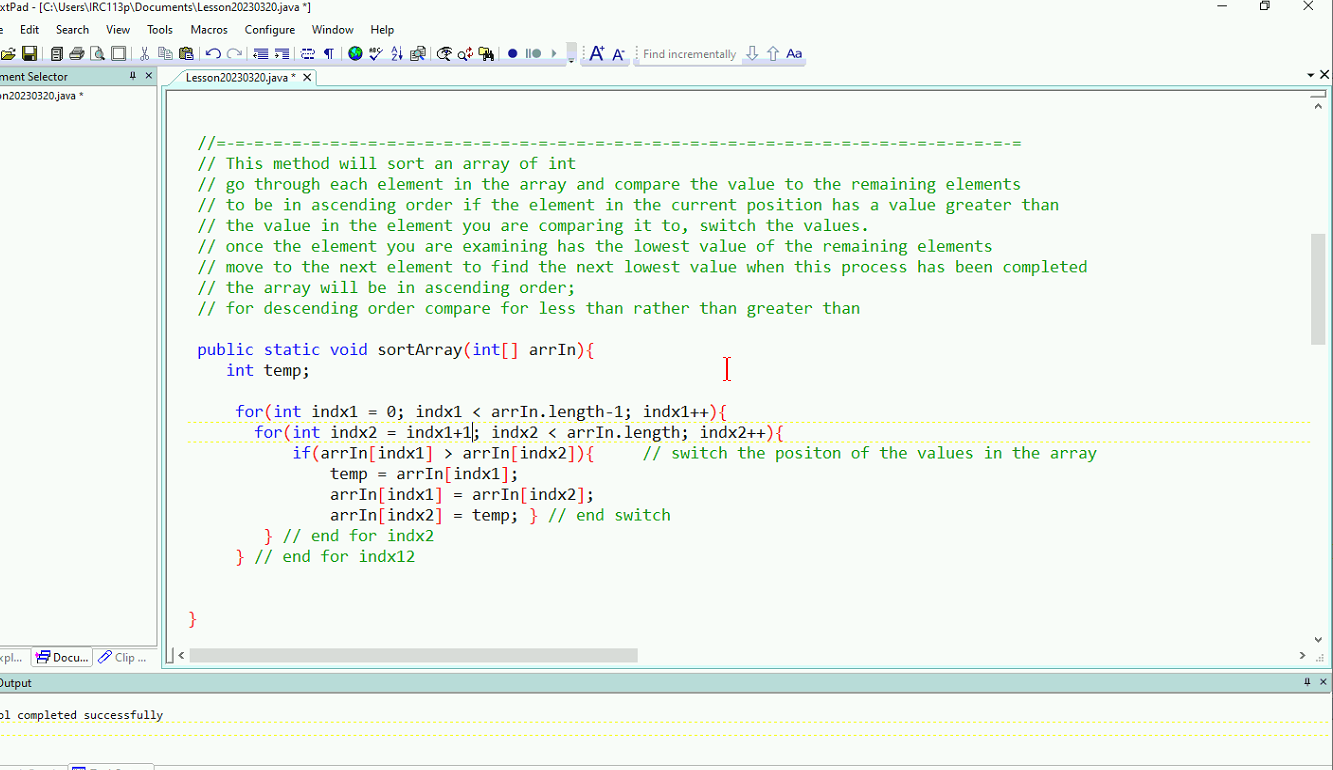 xtPad - [C:\Users\IRC113p\Documents\Lesson20230320.java *]
Edit Search View Tools Macros Configure Window Help
Find incrementally Aa
ment Selector
Lesson20230320.java *
on20230320.java *
//=-=-=-=-=-=-=-=-=-=-=-=-=-=-=-=-=-=-=-=-=-=-=-=-=-=-=-=-=-=-=-=-=-=-=-=-=-=-=-=-=-=-=
// This method will sort an array of int
// go through each element in the array and compare the value to the remaining elements
// to be in ascending order if the element in the current position has a value greater than
// the value in the element you are comparing it to, switch the values.
// once the element you are examining has the lowest value of the remaining elements
// move to the next element to find the next lowest value when this process has been completed
// the array will be in ascending order;
// for descending order compare for less than rather than greater than
public static void sortArray(int[] arrIn){
int temp;
for(int indx1 = 0; indx1 < arrIn.length-1; indx1++){
for(int indx2 = indx1+1; indx2 < arrIn.length; indx2++){
if(arrIn[indx1] > arrIn[indx2]){ // switch the positon of the values in the array
temp = arrIn[indx1];
arrIn[indx1] = arrIn[indx2];
arrIn[indx2] = temp; } // end switch
} // end for indx2
} // end for indx12
}
xpl... Docu... Clip ...
Output
ol completed successfully